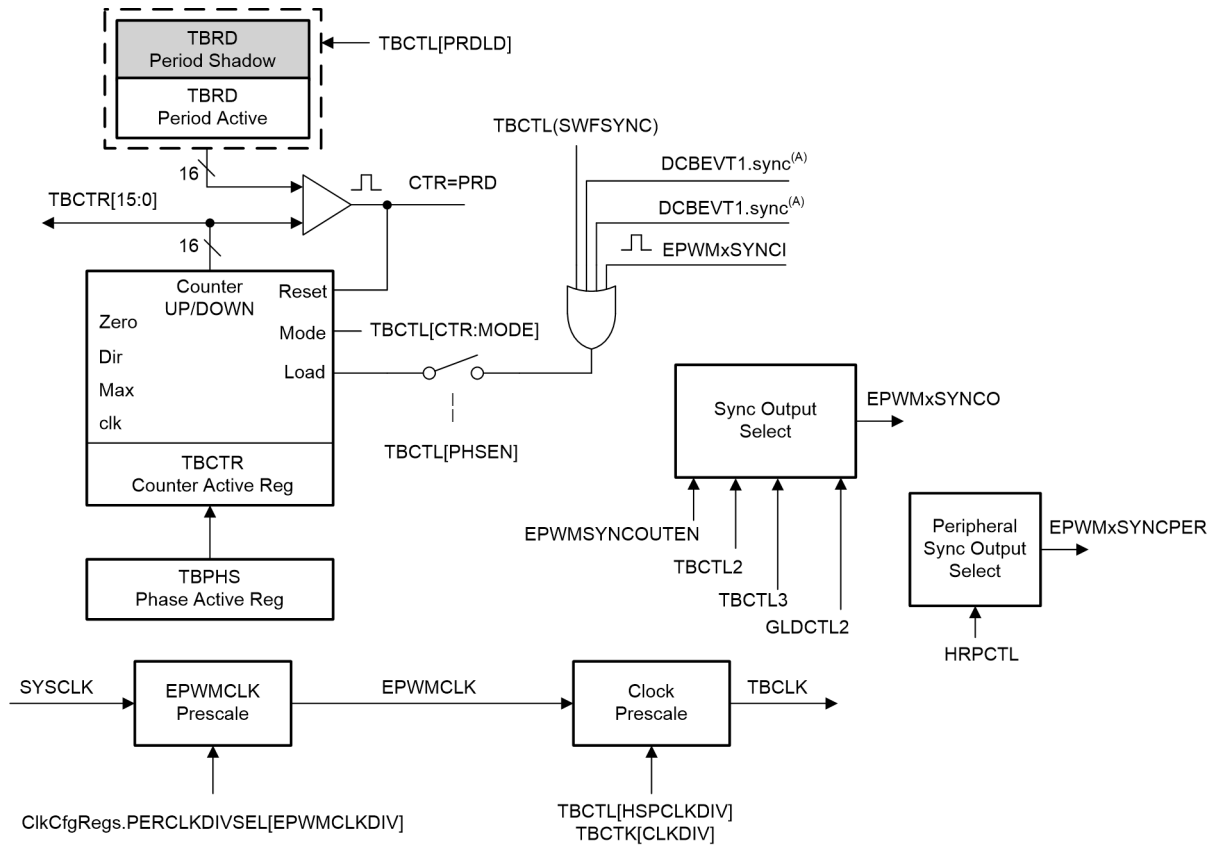 TBRD
Period Shadow
TBCTL[PRDLD]
TBRD
Period Active
TBCTL(SWFSYNC)
DCBEVT1.sync(A)
16
CTR=PRD
TBCTR[15:0]
DCBEVT1.sync(A)
16
EPWMxSYNCI
Counter
UP/DOWN
Reset
Zero
Mode
TBCTL[CTR:MODE]
Dir
Load
Max
clk
TBCTL[PHSEN]
TBCTR
Counter Active Reg
Sync Output
Select
EPWMxSYNCO
EPWMSYNCOUTEN
TBCTL2
TBCTL3
GLDCTL2
Peripheral
Sync Output
Select
EPWMxSYNCPER
HRPCTL
TBPHS
Phase Active Reg
SYSCLK
EPWMCLK
Prescale
EPWMCLK
Clock
Prescale
TBCLK
ClkCfgRegs.PERCLKDIVSEL[EPWMCLKDIV]
TBCTL[HSPCLKDIV]
TBCTK[CLKDIV]